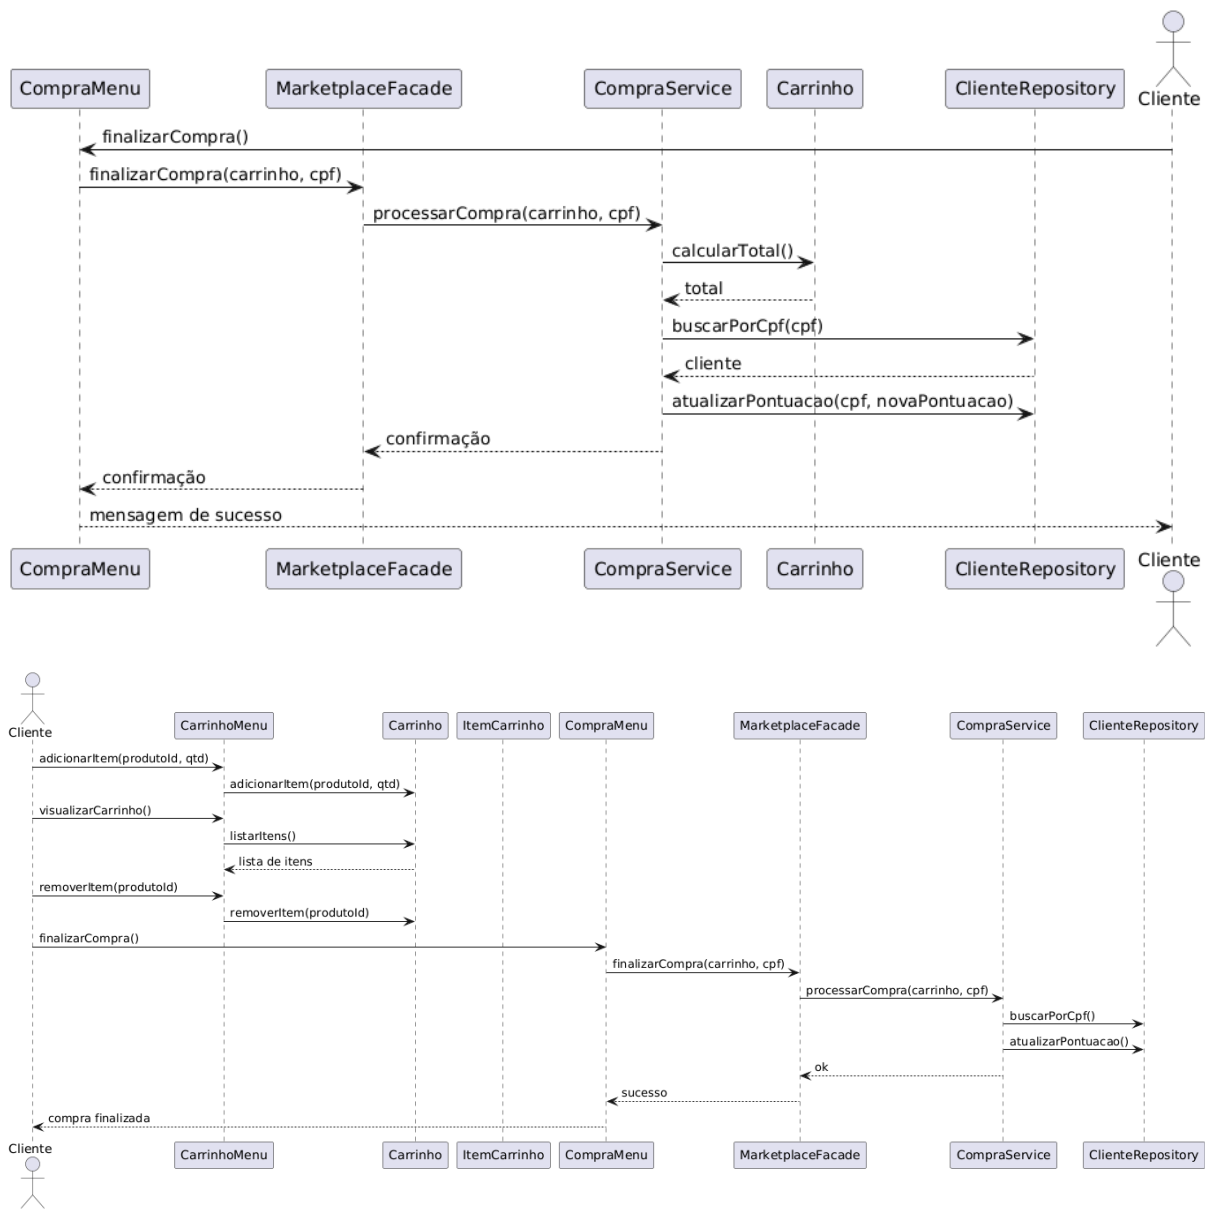 CompraMenu
MarketplaceFacade
CompraService
Carrinho
ClienteRepository
Cliente
finalizarCompra()
finalizarCompra(carrinho, cpf)
processarCompra(carrinho, cpf)
calcularTotal()
total
buscarPorCpf(cpf)
cliente
atualizarPontuacao(cpf, novaPontuacao)
confirmação
confirmação
mensagem de sucesso
CompraMenu
MarketplaceFacade
CompraService
Carrinho
ClienteRepository
Cliente
Cliente
CarrinhoMenu
Carrinho
ItemCarrinho
CompraMenu
MarketplaceFacade
CompraService
ClienteRepository
adicionarItem(produtoId, qtd)
adicionarItem(produtoId, qtd)
visualizarCarrinho()
listarItens()
lista de itens
removerItem(produtoId)
removerItem(produtoId)
finalizarCompra()
finalizarCompra(carrinho, cpf)
processarCompra(carrinho, cpf)
buscarPorCpf()
atualizarPontuacao()
ok
sucesso
compra finalizada
Cliente
CarrinhoMenu
Carrinho
ItemCarrinho
CompraMenu
MarketplaceFacade
CompraService
ClienteRepository